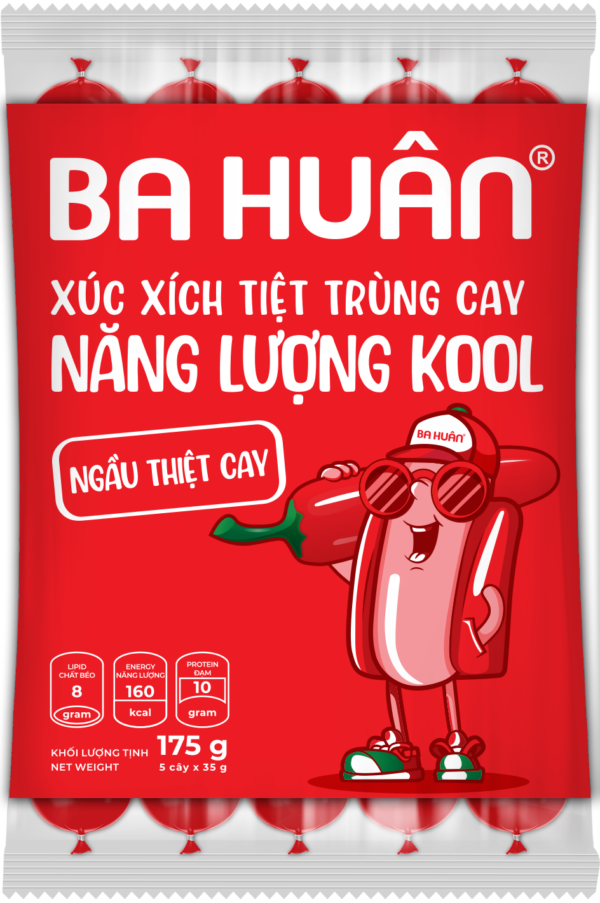 BA HUÂN®
XÚC XÍCH TIỆT TRÙNG CAY
NĂNG LƯỢNG KOOL
NGẦU THIỆT CAY
BA HUÂN®
LIPID
CHẤT BÉO
8
gram
ENERGY
NĂNG LƯỢNG
160
kcal
PROTEIN
ĐẠM
10
gram
KHỐI LƯỢNG TỊNH 175 g
NET WEIGHT 5 cây x 35 g